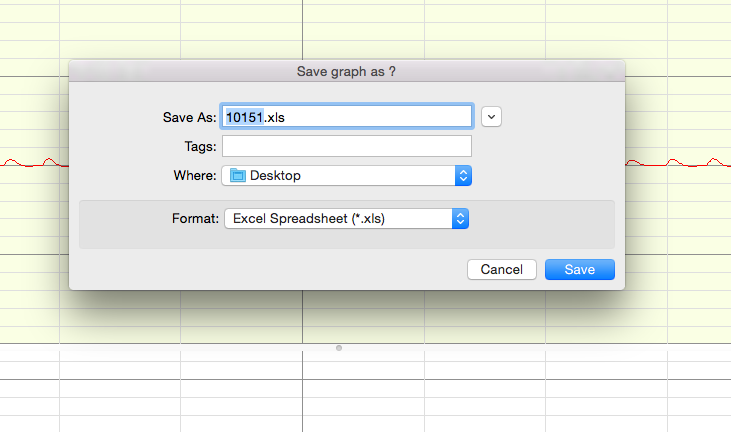 Save graph as ?
Save As: 10151.xls
Tags:
Where: Desktop
Format: Excel Spreadsheet (*.xls)
Cancel Save